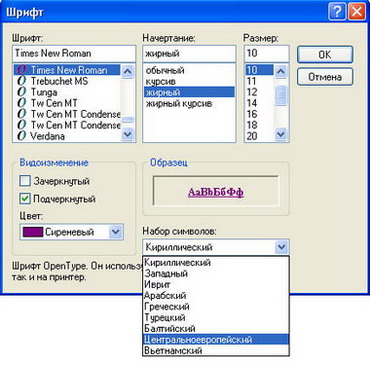 Шрифт
Шрифт:
Начертание:
Размер:
Times New Roman
жирный
10
OK
Отмена
Times New Roman
Trebuchet MS
Tunga
Tw Cen MT
Tw Cen MT Condense
Tw Cen MT Condense
Verdana
обычный
курсив
жирный
жирный курсив
10
11
12
14
16
18
20
Видоизменение
Зачеркнутый
Подчеркнутый
Цвет:
Сиреневый
Образец
АаBbБбФф
Набор символов:
Кириллический
Шрифт OpenType. Он использ
так и на принтер.
Кириллический
Западный
Иврит
Арабский
Греческий
Турецкий
Балтийский
Центральноевропейский
Вьетнамский